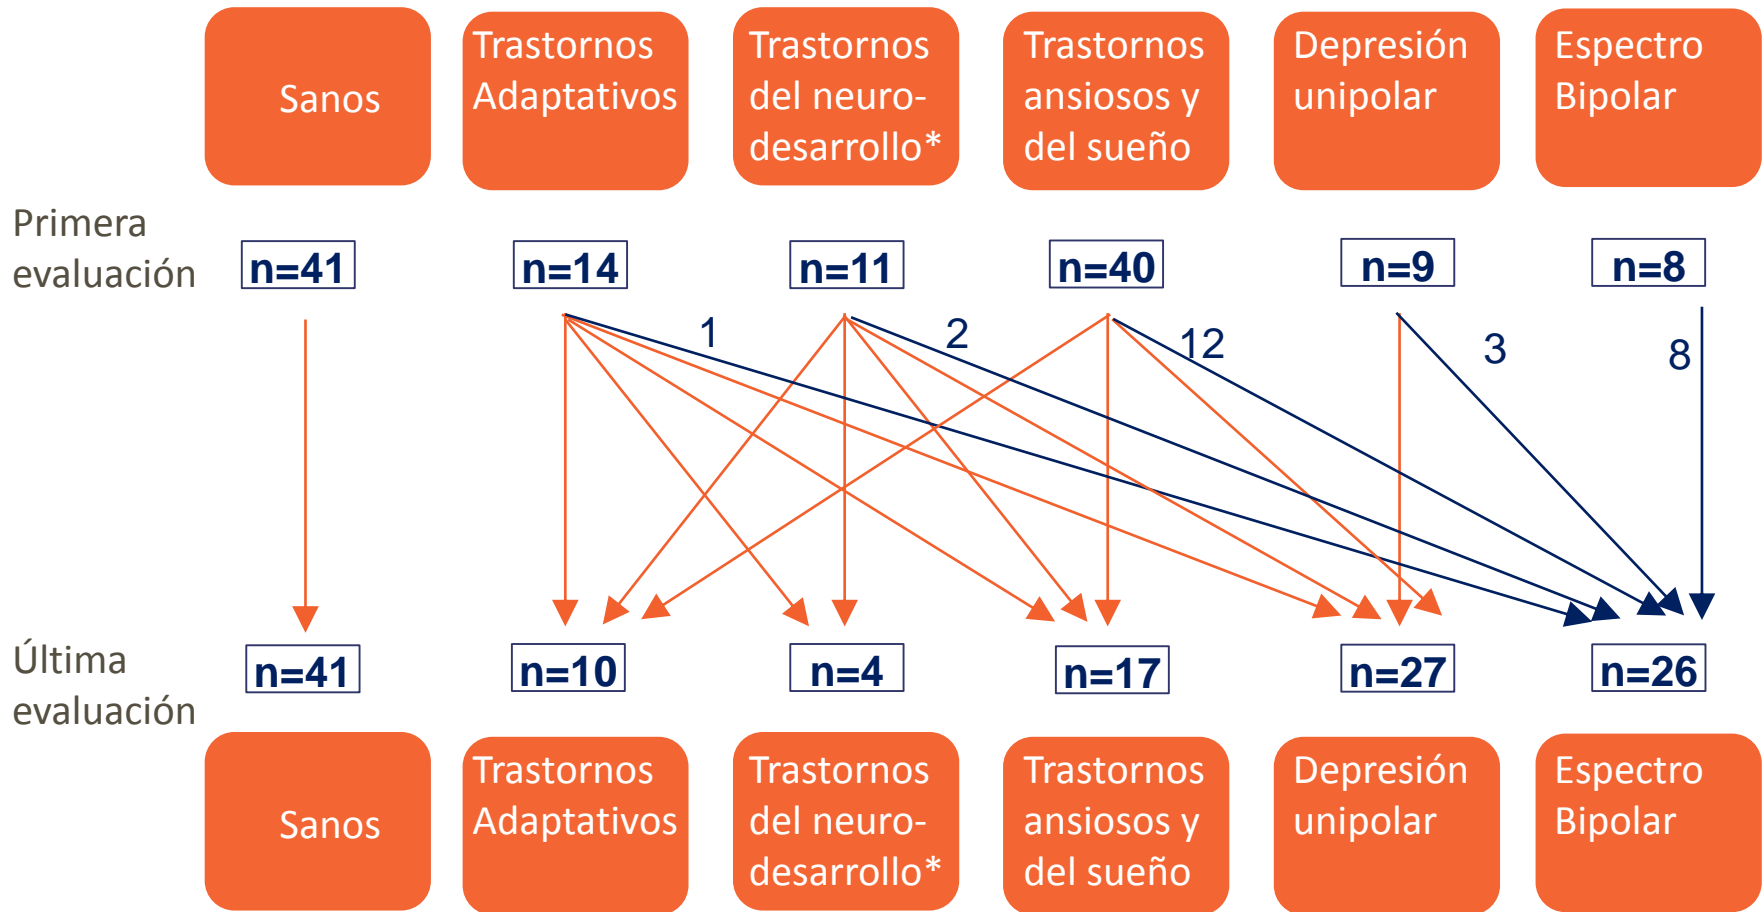 Sanos
Trastornos
Adaptativos
Trastornos
del neuro-
desarrollo*
Trastornos
ansiosos y
del sueño
Depresión
unipolar
Espectro
Bipolar
Primera
evaluación
n=41
n=14
n=11
n=40
n=9
n=8
1
2
12
3
8
Última
evaluación
n=41
n=10
n=4
n=17
n=27
n=26
Sanos
Trastornos
Adaptativos
Trastornos
del neuro-
desarrollo*
Trastornos
ansiosos y
del sueño
Depresión
unipolar
Espectro
Bipolar